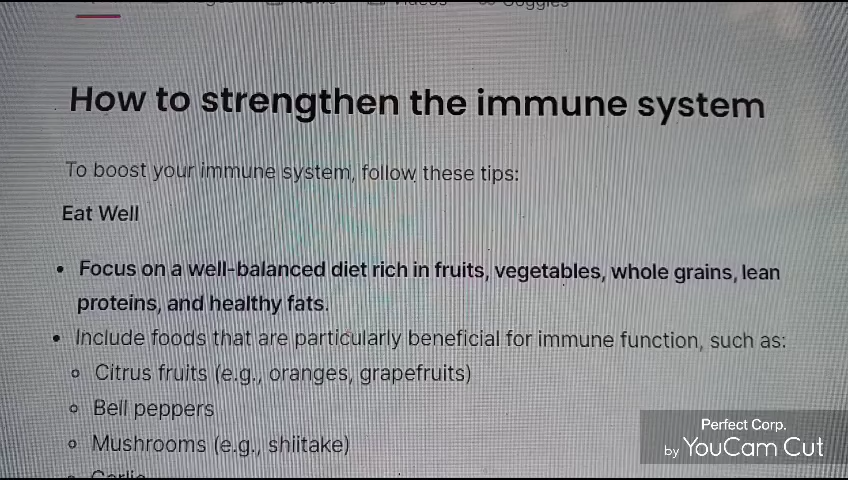 Goggles
How to strengthen the immune system
To boost your immune system, follow these tips:
Eat Well
• Focus on a well-balanced diet rich in fruits, vegetables, whole grains, lean
proteins, and healthy fats.
• Include foods that are particularly beneficial for immune function, such as:
Citrus fruits (e.g., oranges, grapefruits)
Bell peppers
Mushrooms (e.g., shiitake)
Garlic
Perfect Corp.
by YouCam Cut